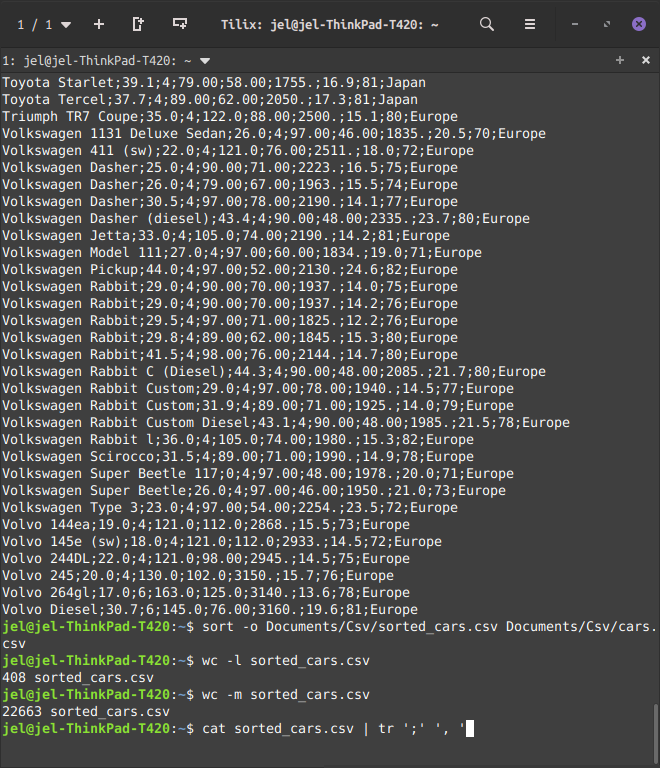 1 / 1 Tilix: jel@jel-ThinkPad-T420: ~
1: jel@jel-ThinkPad-T420: ~
Toyota Starlet;39.1;4;79.00;58.00;1755.;16.9;81;Japan
Toyota Tercel;37.7;4;89.00;62.00;2050.;17.3;81;Japan
Triumph TR7 Coupe;35.0;4;122.0;88.00;2500.;15.1;80;Europe
Volkswagen 1131 Deluxe Sedan;26.0;4;97.00;46.00;1835.;20.5;70;Europe
Volkswagen 411 (sw);22.0;4;121.0;76.00;2511.;18.0;72;Europe
Volkswagen Dasher;25.0;4;90.00;71.00;2223.;16.5;75;Europe
Volkswagen Dasher;26.0;4;79.00;67.00;1963.;15.5;74;Europe
Volkswagen Dasher;30.5;4;97.00;78.00;2190.;14.1;77;Europe
Volkswagen Dasher (diesel);43.4;4;90.00;48.00;2335.;23.7;80;Europe
Volkswagen Jetta;33.0;4;105.0;74.00;2190.;14.2;81;Europe
Volkswagen Model 111;27.0;4;97.00;60.00;1834.;19.0;71;Europe
Volkswagen Pickup;44.0;4;97.00;52.00;2130.;24.6;82;Europe
Volkswagen Rabbit;29.0;4;90.00;70.00;1937.;14.0;75;Europe
Volkswagen Rabbit;29.0;4;90.00;70.00;1937.;14.2;76;Europe
Volkswagen Rabbit;29.5;4;97.00;71.00;1825.;12.2;76;Europe
Volkswagen Rabbit;29.8;4;89.00;62.00;1845.;15.3;80;Europe
Volkswagen Rabbit;41.5;4;98.00;76.00;2144.;14.7;80;Europe
Volkswagen Rabbit C (Diesel);44.3;4;90.00;48.00;2085.;21.7;80;Europe
Volkswagen Rabbit Custom;29.0;4;97.00;78.00;1940.;14.5;77;Europe
Volkswagen Rabbit Custom;31.9;4;89.00;71.00;1925.;14.0;79;Europe
Volkswagen Rabbit Custom Diesel;43.1;4;90.00;48.00;1985.;21.5;78;Europe
Volkswagen Rabbit l;36.0;4;105.0;74.00;1980.;15.3;82;Europe
Volkswagen Scirocco;31.5;4;89.00;71.00;1990.;14.9;78;Europe
Volkswagen Super Beetle 117;0;4;97.00;48.00;1978.;20.0;71;Europe
Volkswagen Super Beetle;26.0;4;97.00;46.00;1950.;21.0;73;Europe
Volkswagen Type 3;23.0;4;97.00;54.00;2254.;23.5;72;Europe
Volvo 144ea;19.0;4;121.0;112.0;2868.;15.5;73;Europe
Volvo 145e (sw);18.0;4;121.0;112.0;2933.;14.5;72;Europe
Volvo 244DL;22.0;4;121.0;98.00;2945.;14.5;75;Europe
Volvo 245;20.0;4;130.0;102.0;3150.;15.7;76;Europe
Volvo 264gl;17.0;6;163.0;125.0;3140.;13.6;78;Europe
Volvo Diesel;30.7;6;145.0;76.00;3160.;19.6;81;Europe
jel@jel-ThinkPad-T420:~$ sort -o Documents/Csv/sorted_cars.csv Documents/Csv/cars.
csv
jel@jel-ThinkPad-T420:~$ wc -l sorted_cars.csv
408 sorted_cars.csv
jel@jel-ThinkPad-T420:~$ wc -m sorted_cars.csv
22663 sorted_cars.csv
jel@jel-ThinkPad-T420:~$ cat sorted_cars.csv | tr ';' ', '